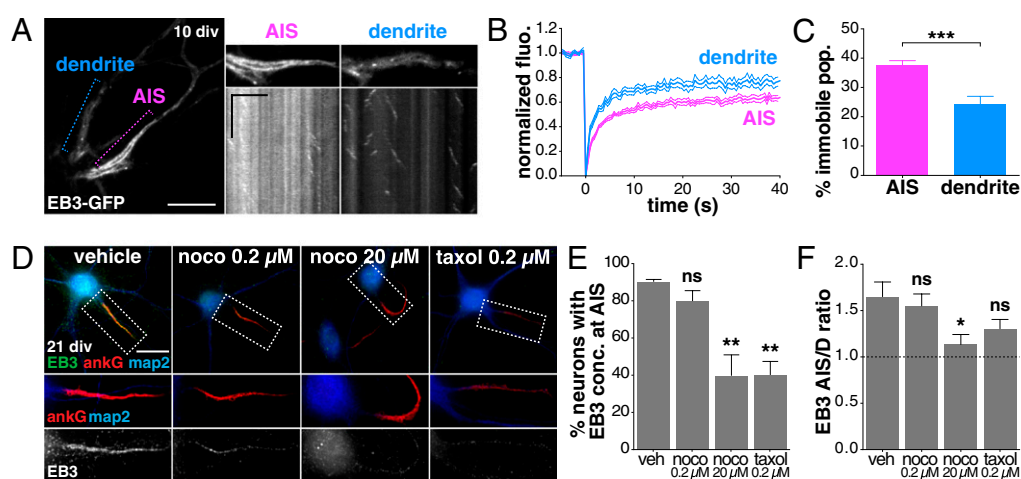 A
10 div
dendrite
AIS
EB3-GFP
AIS
dendrite
B
normalized fluo.
1.0
0.8
0.6
0.4
0.2
0
0
10
20
30
40
time (s)
dendrite
AIS
C
% immobile pop.
50
40
30
20
10
0
***
AIS
dendrite
D
vehicle
noco 0.2 µM
noco 20 µM
taxol 0.2 µM
21 div
EB3 ankG map2
ankG map2
EB3
E
% neurons with
EB3 conc. at AIS
100
80
60
40
20
0
ns
**
**
veh
noco
0.2 µM
noco
20 µM
taxol
0.2 µM
F
EB3 AIS/D ratio
2.0
1.5
1.0
0.5
0
ns
*
ns
veh
noco
0.2 µM
noco
20 µM
taxol
0.2 µM